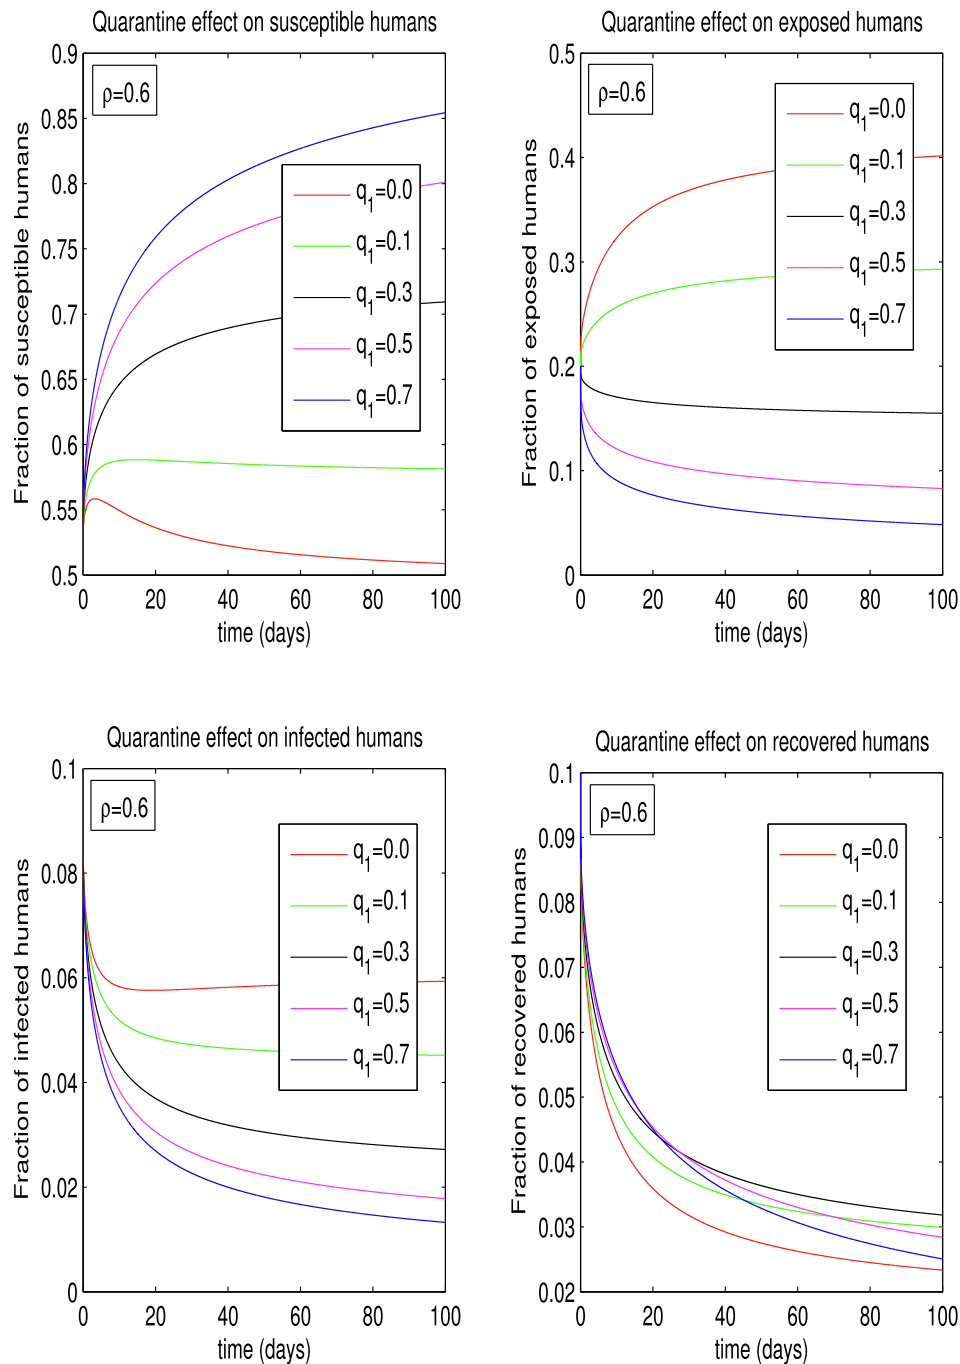 Quarantine effect on susceptible humans
ρ=0.6
q1=0.0
q1=0.1
q1=0.3
q1=0.5
q1=0.7
Fraction of susceptible humans
0.9
0.85
0.8
0.75
0.7
0.65
0.6
0.55
0.5
0 20 40 60 80 100
time (days)
Quarantine effect on exposed humans
ρ=0.6
q1=0.0
q1=0.1
q1=0.3
q1=0.5
q1=0.7
Fraction of exposed humans
0.5
0.4
0.3
0.2
0.1
0
0 20 40 60 80 100
time (days)
Quarantine effect on infected humans
ρ=0.6
q1=0.0
q1=0.1
q1=0.3
q1=0.5
q1=0.7
Fraction of infected humans
0.1
0.08
0.06
0.04
0.02
0
0 20 40 60 80 100
time (days)
Quarantine effect on recovered humans
ρ=0.6
q1=0.0
q1=0.1
q1=0.3
q1=0.5
q1=0.7
Fraction of recovered humans
0.1
0.09
0.08
0.07
0.06
0.05
0.04
0.03
0.02
0 20 40 60 80 100
time (days)